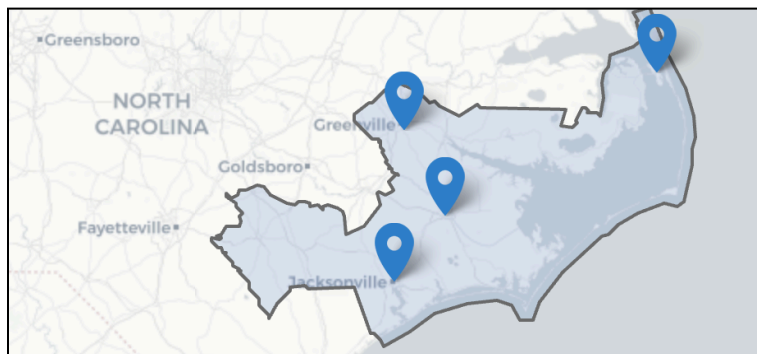 Greensboro
NORTH
CAROLINA
Greenville
Goldsboro
Fayetteville
Jacksonville